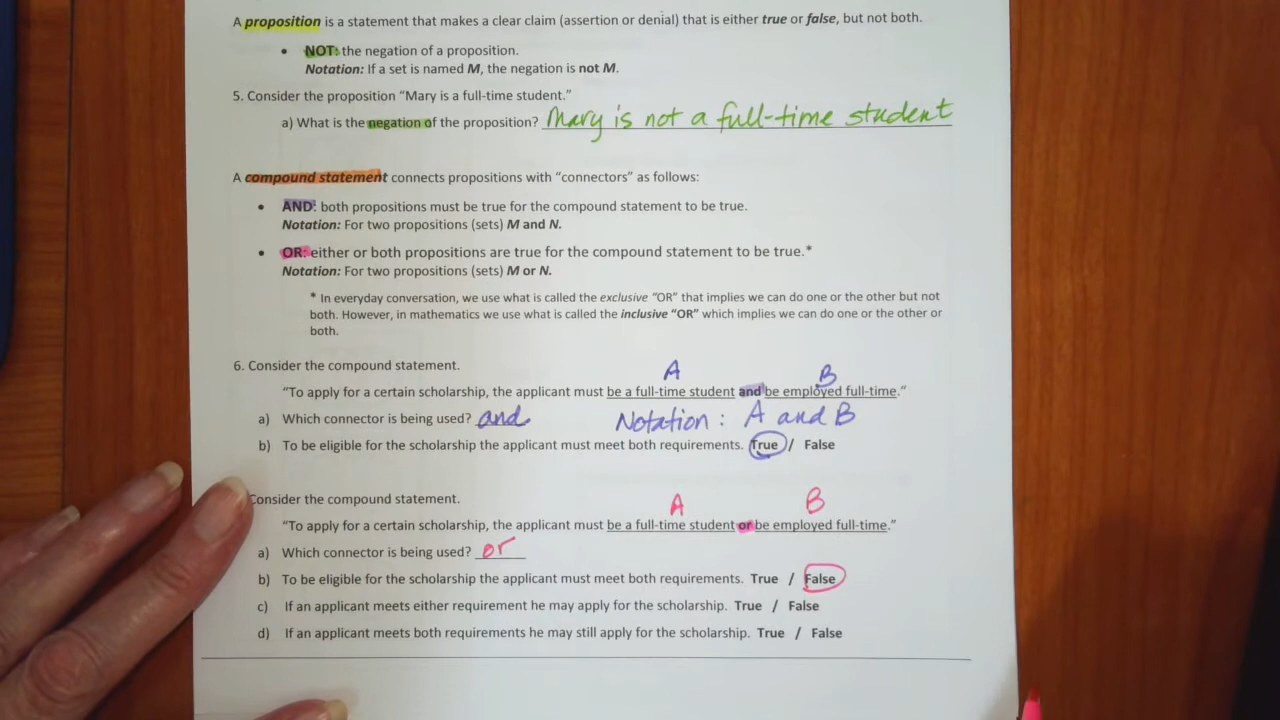 A proposition is a statement that makes a clear claim (assertion or denial) that is either true or false, but not both.
• NOT: the negation of a proposition.
Notation: If a set is named M, the negation is not M.
5. Consider the proposition “Mary is a full-time student.”
a) What is the negation of the proposition? Mary is not a full-time student
A compound statement connects propositions with “connectors” as follows:
• AND: both propositions must be true for the compound statement to be true.
Notation: For two propositions (sets) M and N.
• OR: either or both propositions are true for the compound statement to be true.*
Notation: For two propositions (sets) M or N.
* In everyday conversation, we use what is called the exclusive “OR” that implies we can do one or the other but not
both. However, in mathematics we use what is called the inclusive “OR” which implies we can do one or the other or
both.
6. Consider the compound statement.
A B
“To apply for a certain scholarship, the applicant must be a full-time student and be employed full-time.”
a) Which connector is being used? and Notation: A and B
b) To be eligible for the scholarship the applicant must meet both requirements. True / False
Consider the compound statement.
A B
“To apply for a certain scholarship, the applicant must be a full-time student or be employed full-time.”
a) Which connector is being used? or
b) To be eligible for the scholarship the applicant must meet both requirements. True / False
c) If an applicant meets either requirement he may apply for the scholarship. True / False
d) If an applicant meets both requirements he may still apply for the scholarship. True / False